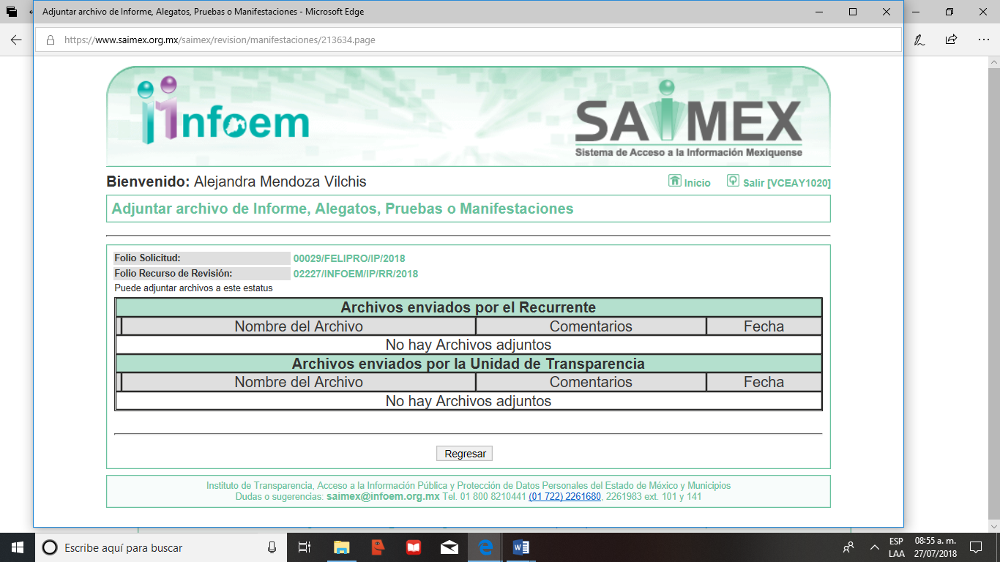 Adjuntar archivo de Informe, Alegatos, Pruebas o Manifestaciones - Microsoft Edge
https://www.saimex.org.mx/saimex/revision/manifestaciones/213634.page
infoem
SAIMEX
Sistema de Acceso a la Información Mexiquense
Bienvenido: Alejandra Mendoza Vilchis
Inicio Salir [VCEAY1020]
Adjuntar archivo de Informe, Alegatos, Pruebas o Manifestaciones
Folio Solicitud: 00029/FELIPRO/IP/2018
Folio Recurso de Revisión: 02227/INFOEM/IP/RR/2018
Puede adjuntar archivos a este estatus
Archivos enviados por el Recurrente
Nombre del Archivo Comentarios Fecha
No hay Archivos adjuntos
Archivos enviados por la Unidad de Transparencia
Nombre del Archivo Comentarios Fecha
No hay Archivos adjuntos
Regresar
Instituto de Transparencia, Acceso a la Información Pública y Protección de Datos Personales del Estado de México y Municipios
Dudas o sugerencias: saimex@infoem.org.mx Tel. 01 800 8210441 (01 722) 2261680, 2261983 ext. 101 y 141
Escribe aquí para buscar
ESP
LAA
08:55 a. m.
27/07/2018